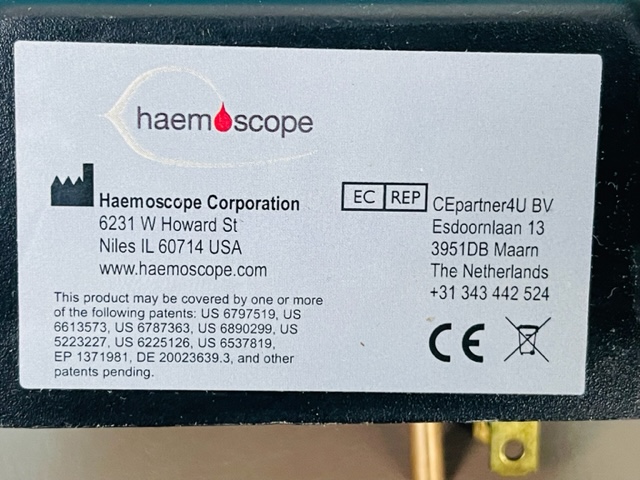 haemoscope
Haemoscope Corporation
6231 W Howard St
Niles IL 60714 USA
www.haemoscope.com
EC REP
CEpartner4U BV
Esdoornlaan 13
3951DB Maarn
The Netherlands
+31 343 442 524
This product may be covered by one or more
of the following patents: US 6797519, US
6613573, US 6787363, US 6890299, US
5223227, US 6225126, US 6537819,
EP 1371981, DE 20023639.3, and other
patents pending.
CE